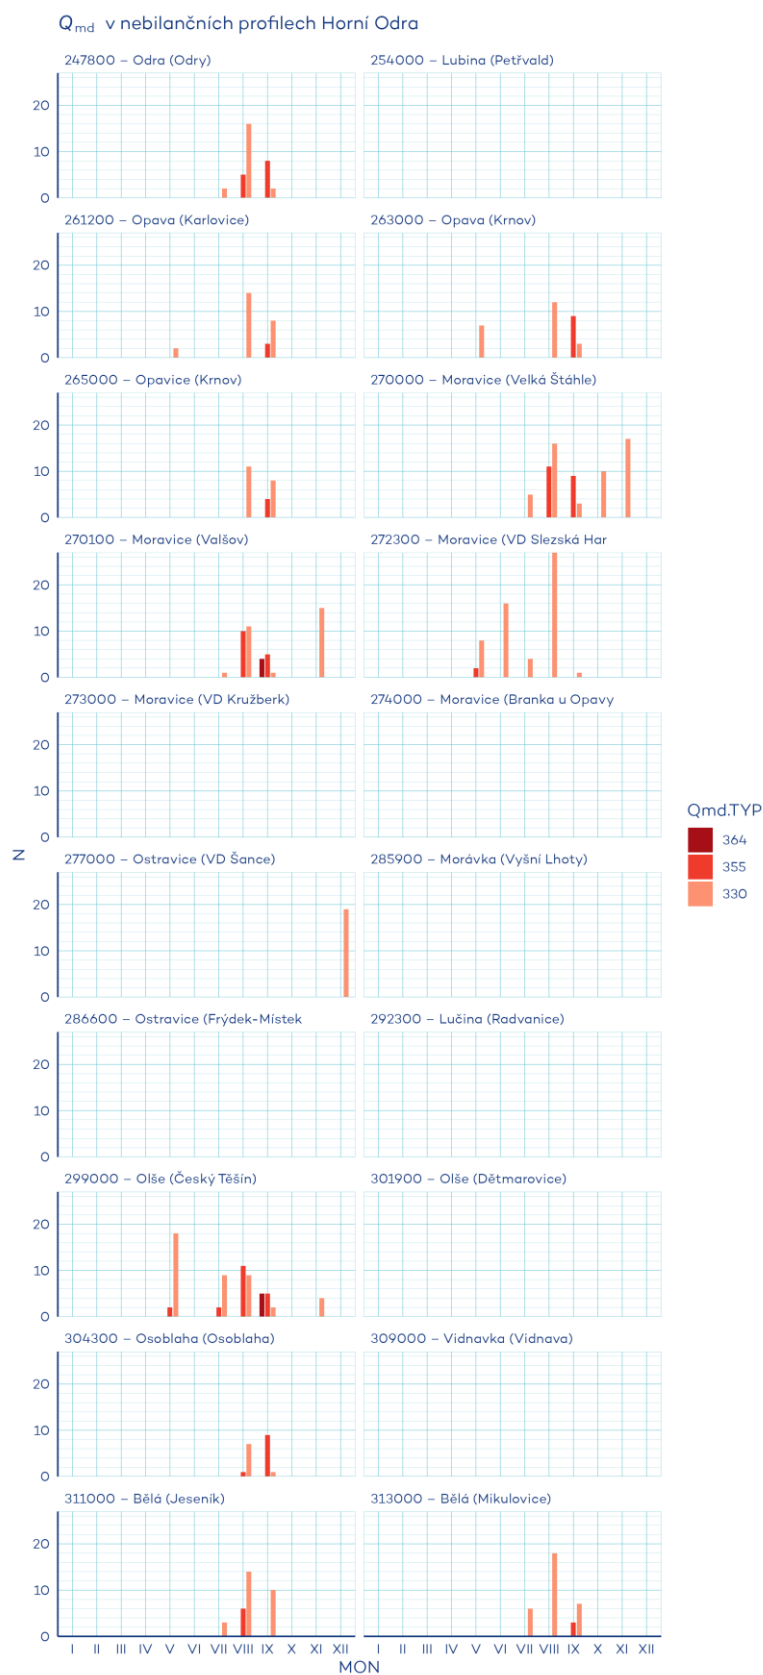 Qmd v nebilančních profilech Horní Odra
247800 – Odra (Odry)
254000 – Lubina (Petřvald)
20
10
0
261200 – Opava (Karlovice)
263000 – Opava (Krnov)
20
10
0
265000 – Opavice (Krnov)
270000 – Moravice (Velká Štáhle)
20
10
0
270100 – Moravice (Valšov)
272300 – Moravice (VD Slezská Har
20
10
0
273000 – Moravice (VD Kružberk)
274000 – Moravice (Branka u Opavy
20
10
0
277000 – Ostravice (VD Šance)
285900 – Morávka (Vyšní Lhoty)
20
10
0
286600 – Ostravice (Frýdek-Místek
292300 – Lučina (Radvanice)
20
10
0
299000 – Olše (Český Těšín)
301900 – Olše (Dětmarovice)
20
10
0
304300 – Osoblaha (Osoblaha)
309000 – Vidnavka (Vidnava)
20
10
0
311000 – Bělá (Jeseník)
313000 – Bělá (Mikulovice)
20
10
0
I II III IV V VI VII VIII IX X XI XII
I II III IV V VI VII VIII IX X XI XII
MON
N
Qmd.TYP
364
355
330